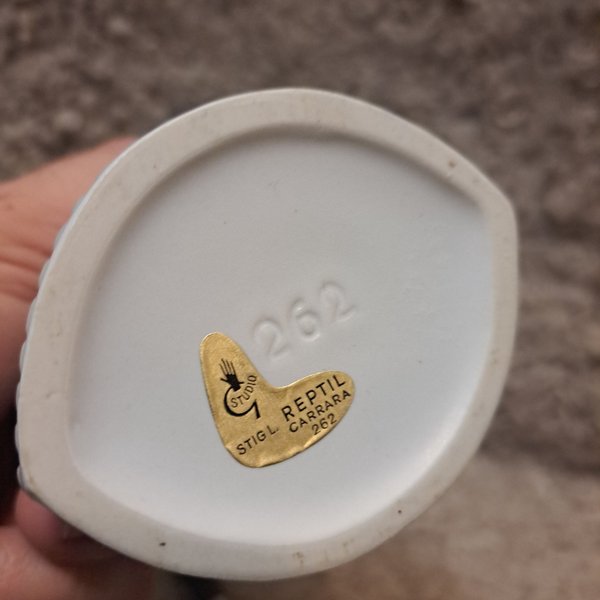 262
G
STUDIO
STIG L.
REPTIL
CARRARA
262